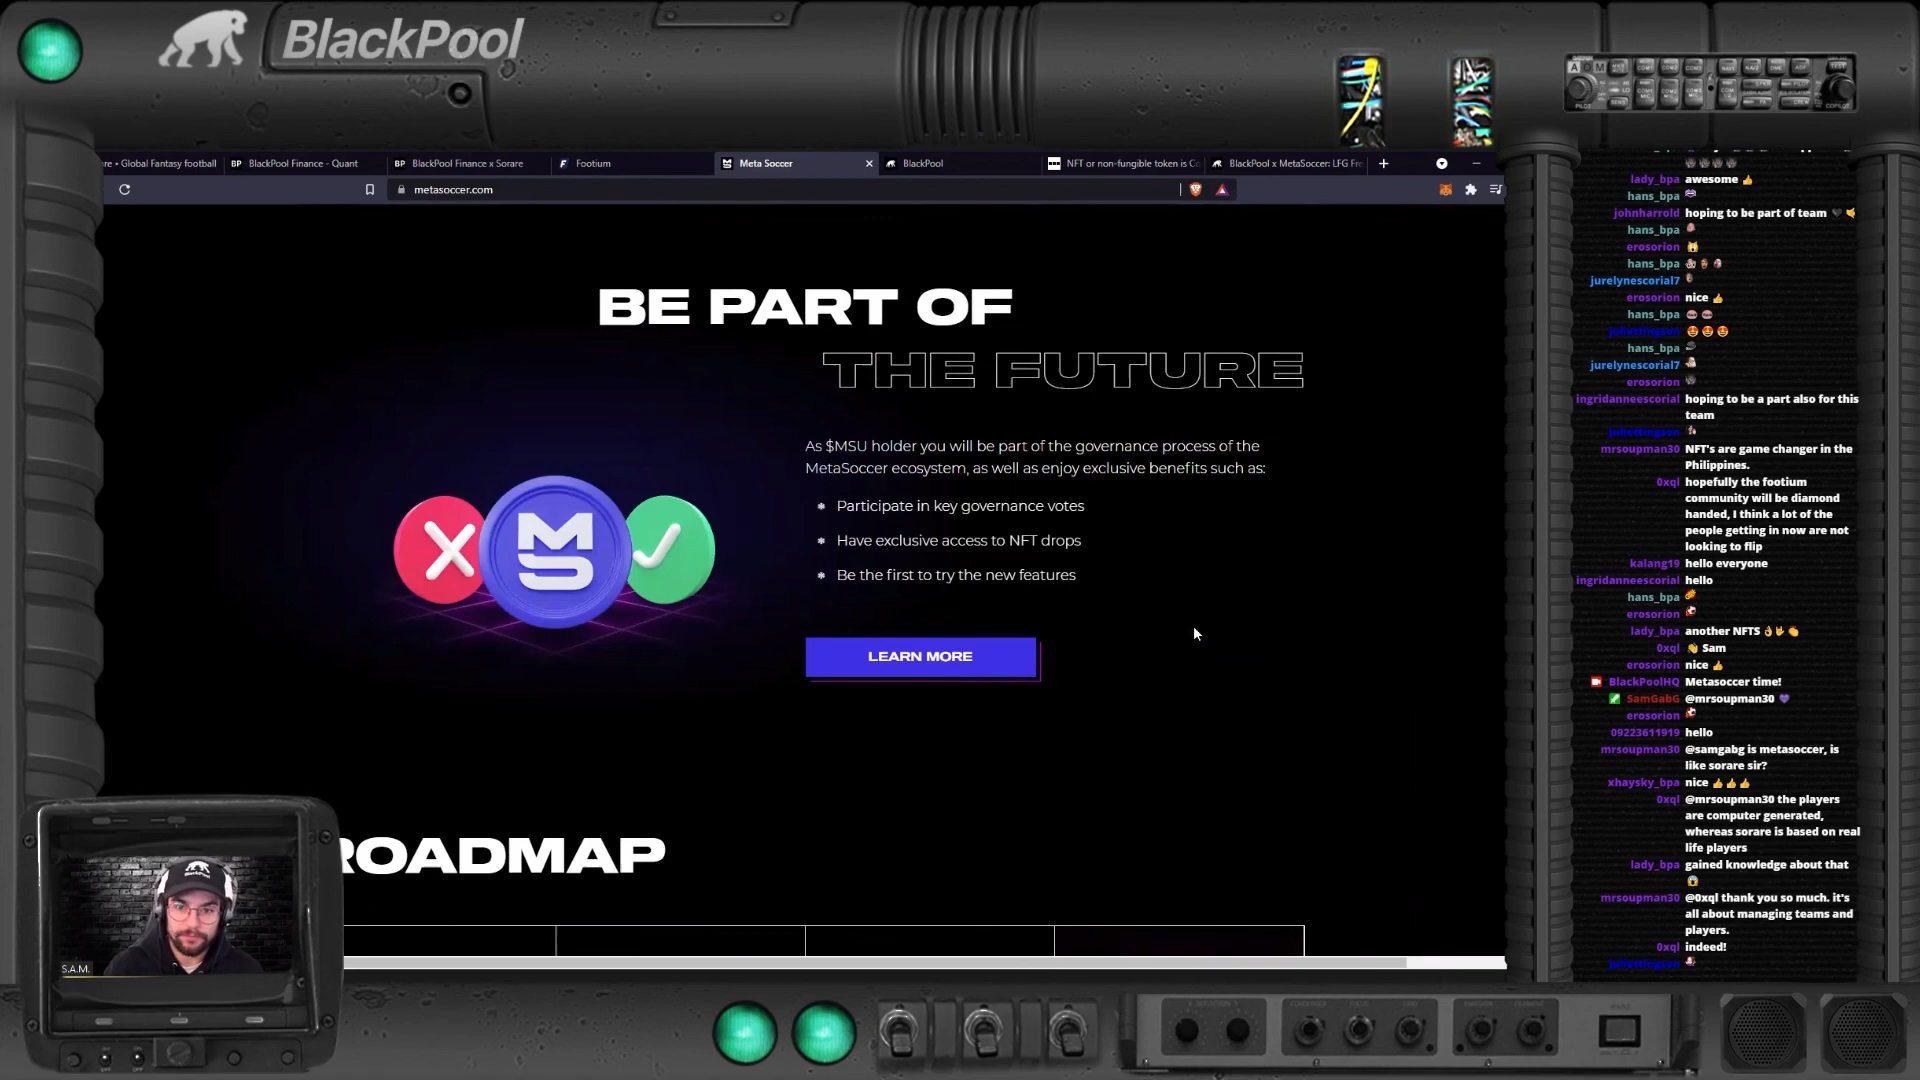 BlackPool
re • Global Fantasy football
BP BlackPool Finance - Quant
BP BlackPool Finance x Sorare
F Footium
MS Meta Soccer
BlackPool
NFT or non-fungible token is Co
BlackPool x MetaSoccer: LFG Fre
metasoccer.com
BE PART OF
THE FUTURE
As $MSU holder you will be part of the governance process of the
MetaSoccer ecosystem, as well as enjoy exclusive benefits such as:
Participate in key governance votes
Have exclusive access to NFT drops
Be the first to try the new features
MS
LEARN MORE
ROADMAP
S.A.M.
lady_bpa awesome
hans_bpa
johnharrold hoping to be part of team
hans_bpa
erosorion
hans_bpa
jurelynescorial7
erosorion nice
hans_bpa
hans_bpa
jurelynescorial7
erosorion
ingridanneescorial hoping to be a part also for this
team
mrsoupman30 NFT's are game changer in the
Philippines.
0xql hopefully the footium
community will be diamond
handed, I think a lot of the
people getting in now are not
looking to flip
kalang19 hello everyone
ingridanneescorial hello
hans_bpa
erosorion
lady_bpa another NFTS
0xql Sam
erosorion nice
BlackPoolHQ Metasoccer time!
SamGabG @mrsoupman30
erosorion
09223611919 hello
mrsoupman30 @samgabg is metasoccer, is
like sorare sir?
xhaysky_bpa nice
0xql @mrsoupman30 the players
are computer generated,
whereas sorare is based on real
life players
lady_bpa gained knowledge about that
mrsoupman30 @0xql thank you so much. it's
all about managing teams and
players.
0xql indeed!